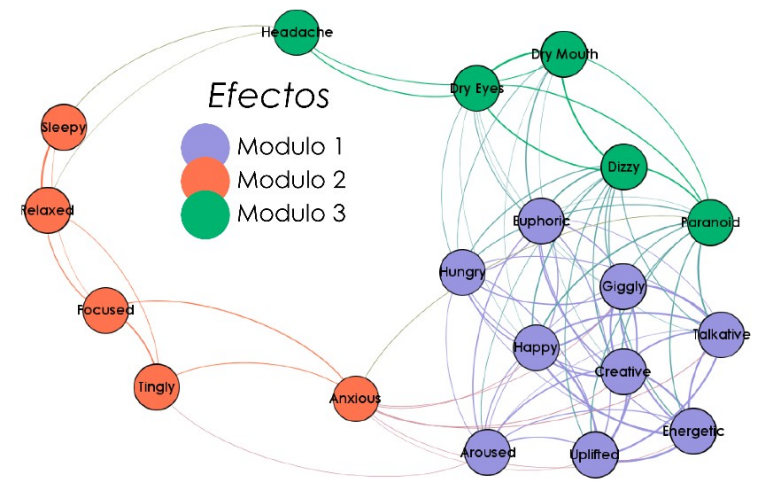 Headache
Dry Mouth
Dry Eyes
Efectos
Sleepy
Modulo 1
Modulo 2
Dizzy
Relaxed
Modulo 3
Euphoric
Paranoid
Hungry
Giggly
Focused
Talkative
Happy
Creative
Tingly
Anxious
Energetic
Aroused
Uplifted